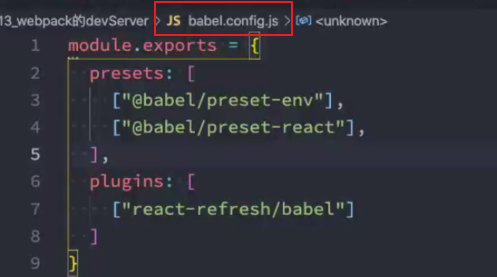 13_webpack的devServer > JS babel.config.js > <unknown>
1 module.exports = {
2 presets: [
3 ["@babel/preset-env"],
4 ["@babel/preset-react"],
5 ],
6 plugins: [
7 ["react-refresh/babel"]
8 ]
9 }